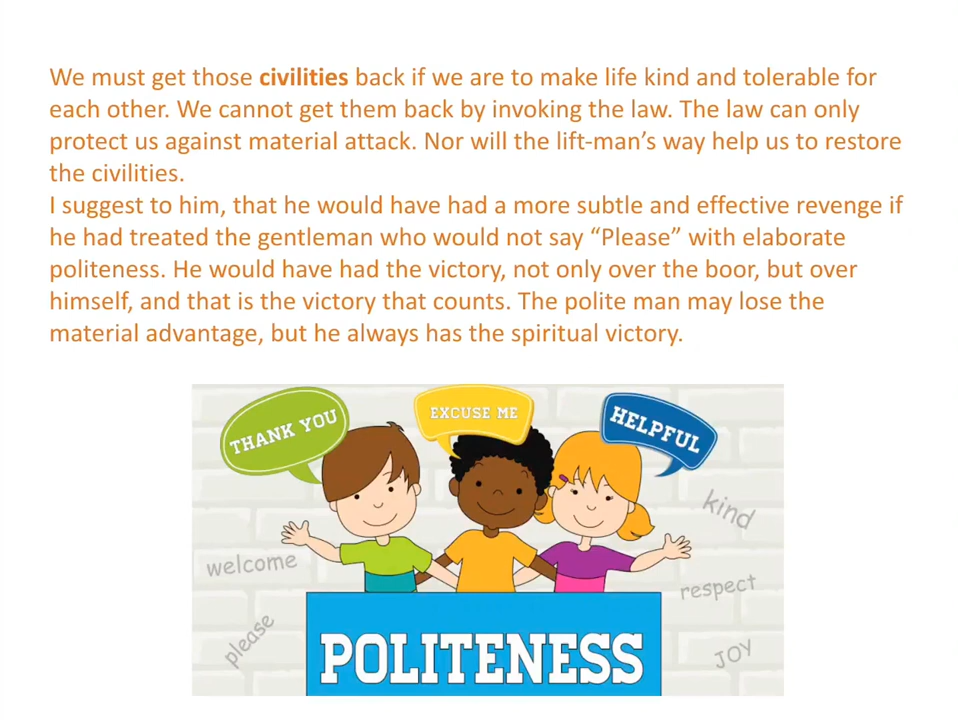 We must get those civilities back if we are to make life kind and tolerable for
each other. We cannot get them back by invoking the law. The law can only
protect us against material attack. Nor will the lift-man’s way help us to restore
the civilities.
I suggest to him, that he would have had a more subtle and effective revenge if
he had treated the gentleman who would not say “Please” with elaborate
politeness. He would have had the victory, not only over the boor, but over
himself, and that is the victory that counts. The polite man may lose the
material advantage, but he always has the spiritual victory.
THANK YOU
EXCUSE ME
HELPFUL
kind
welcome
respect
please
JOY
POLITENESS